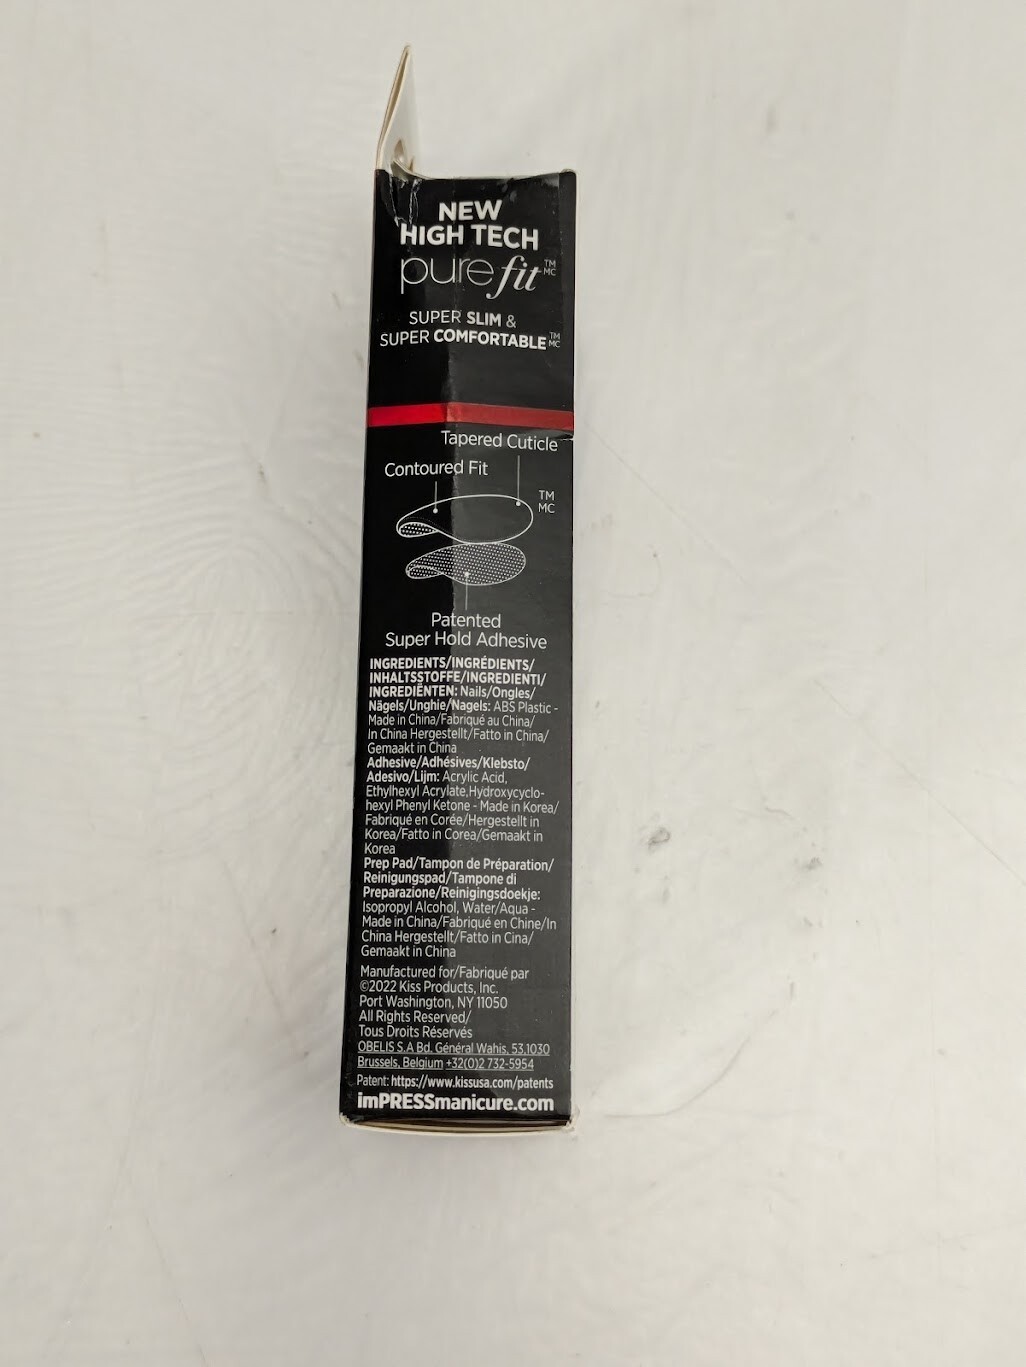 NEW
HIGH TECH
purefit™ MC
SUPER SLIM &
SUPER COMFORTABLE™ MC
Tapered Cuticle
Contoured Fit
TM
MC
Patented
Super Hold Adhesive
INGREDIENTS/INGRÉDIENTS/
INHALTSSTOFFE/INGREDIENTI/
INGREDIËNTEN: Nails/Ongles/
Nägels/Unghie/Nagels: ABS Plastic -
Made in China/Fabriqué au China/
In China Hergestellt/Fatto in China/
Gemaakt in China
Adhesive/Adhésives/Klebsto/
Adesivo/Lijm: Acrylic Acid,
Ethylhexyl Acrylate,Hydroxycyclo-
hexyl Phenyl Ketone - Made in Korea/
Fabriqué en Corée/Hergestellt in
Korea/Fatto in Corea/Gemaakt in
Korea
Prep Pad/Tampon de Préparation/
Reinigungspad/Tampone di
Preparazione/Reinigingsdoekje:
Isopropyl Alcohol, Water/Aqua -
Made in China/Fabriqué en Chine/In
China Hergestellt/Fatto in Cina/
Gemaakt in China
Manufactured for/Fabriqué par
©2022 Kiss Products, Inc.
Port Washington, NY 11050
All Rights Reserved/
Tous Droits Réservés
OBELIS S.A Bd. Général Wahis, 53,1030
Brussels, Belgium +32(0)2 732-5954
Patent: https://www.kissusa.com/patents
imPRESSmanicure.com